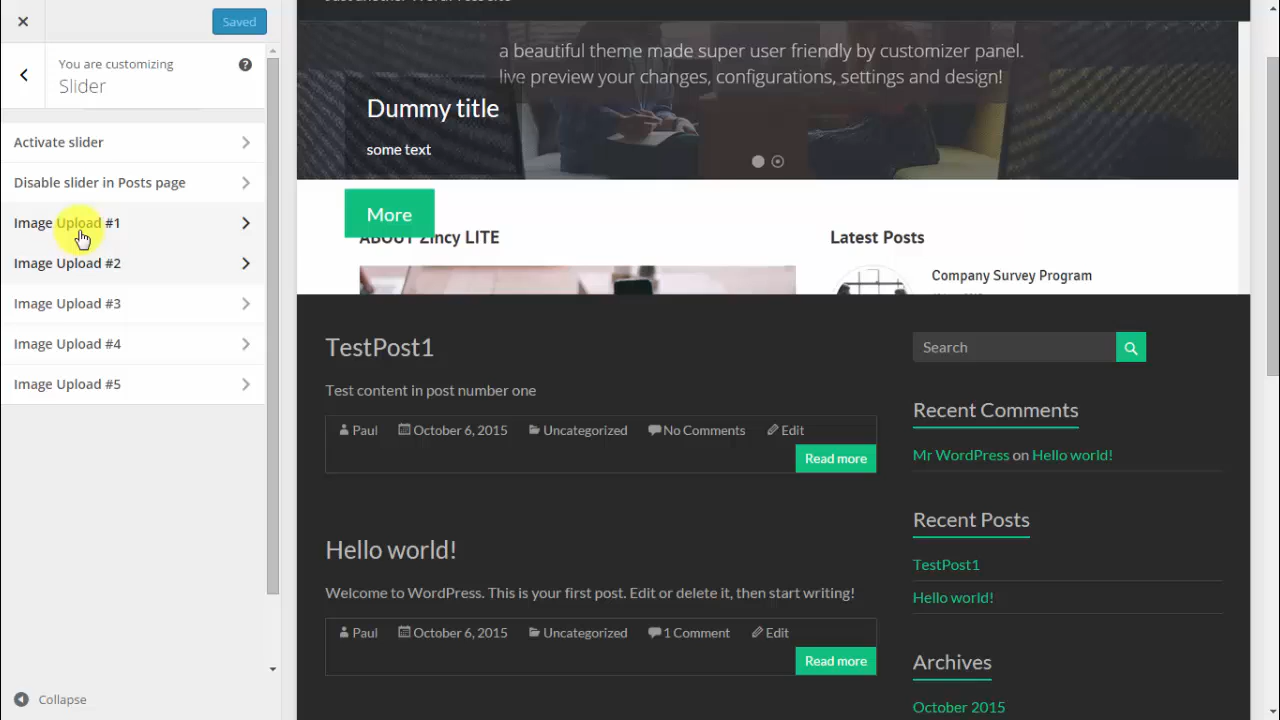 Saved
You are customizing
Slider
Activate slider
Disable slider in Posts page
Image Upload #1
Image Upload #2
Image Upload #3
Image Upload #4
Image Upload #5
Collapse
a beautiful theme made super user friendly by customizer panel.
live preview your changes, configurations, settings and design!
Dummy title
some text
More
ABOUT Zincy LITE
Latest Posts
Company Survey Program
TestPost1
Test content in post number one
Paul October 6, 2015 Uncategorized No Comments Edit
Read more
Hello world!
Welcome to WordPress. This is your first post. Edit or delete it, then start writing!
Paul October 6, 2015 Uncategorized 1 Comment Edit
Read more
Search
Recent Comments
Mr WordPress on Hello world!
Recent Posts
TestPost1
Hello world!
Archives
October 2015